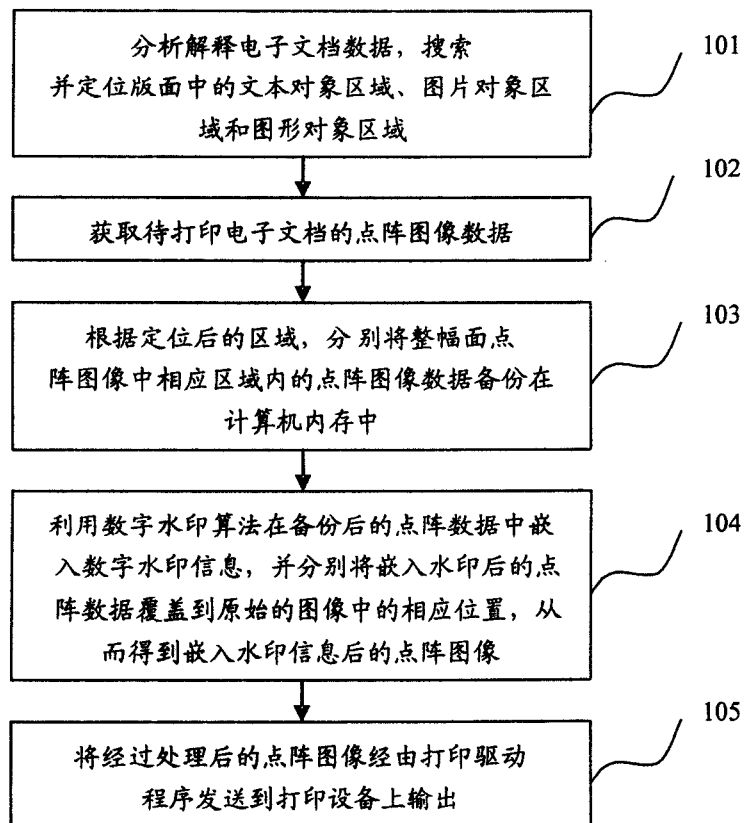 分析解释电子文档数据，搜索
并定位版面中的文本对象区域、图片对象区
域和图形对象区域
101
获取待打印电子文档的点阵图像数据
102
根据定位后的区域，分别将整幅面点
阵图像中相应区域内的点阵图像数据备份在
计算机内存中
103
利用数字水印算法在备份后的点阵数据中嵌
入数字水印信息，并分别将嵌入水印后的点
阵数据覆盖到原始的图像中的相应位置，从
而得到嵌入水印信息后的点阵图像
104
将经过处理后的点阵图像经由打印驱动
程序发送到打印设备上输出
105